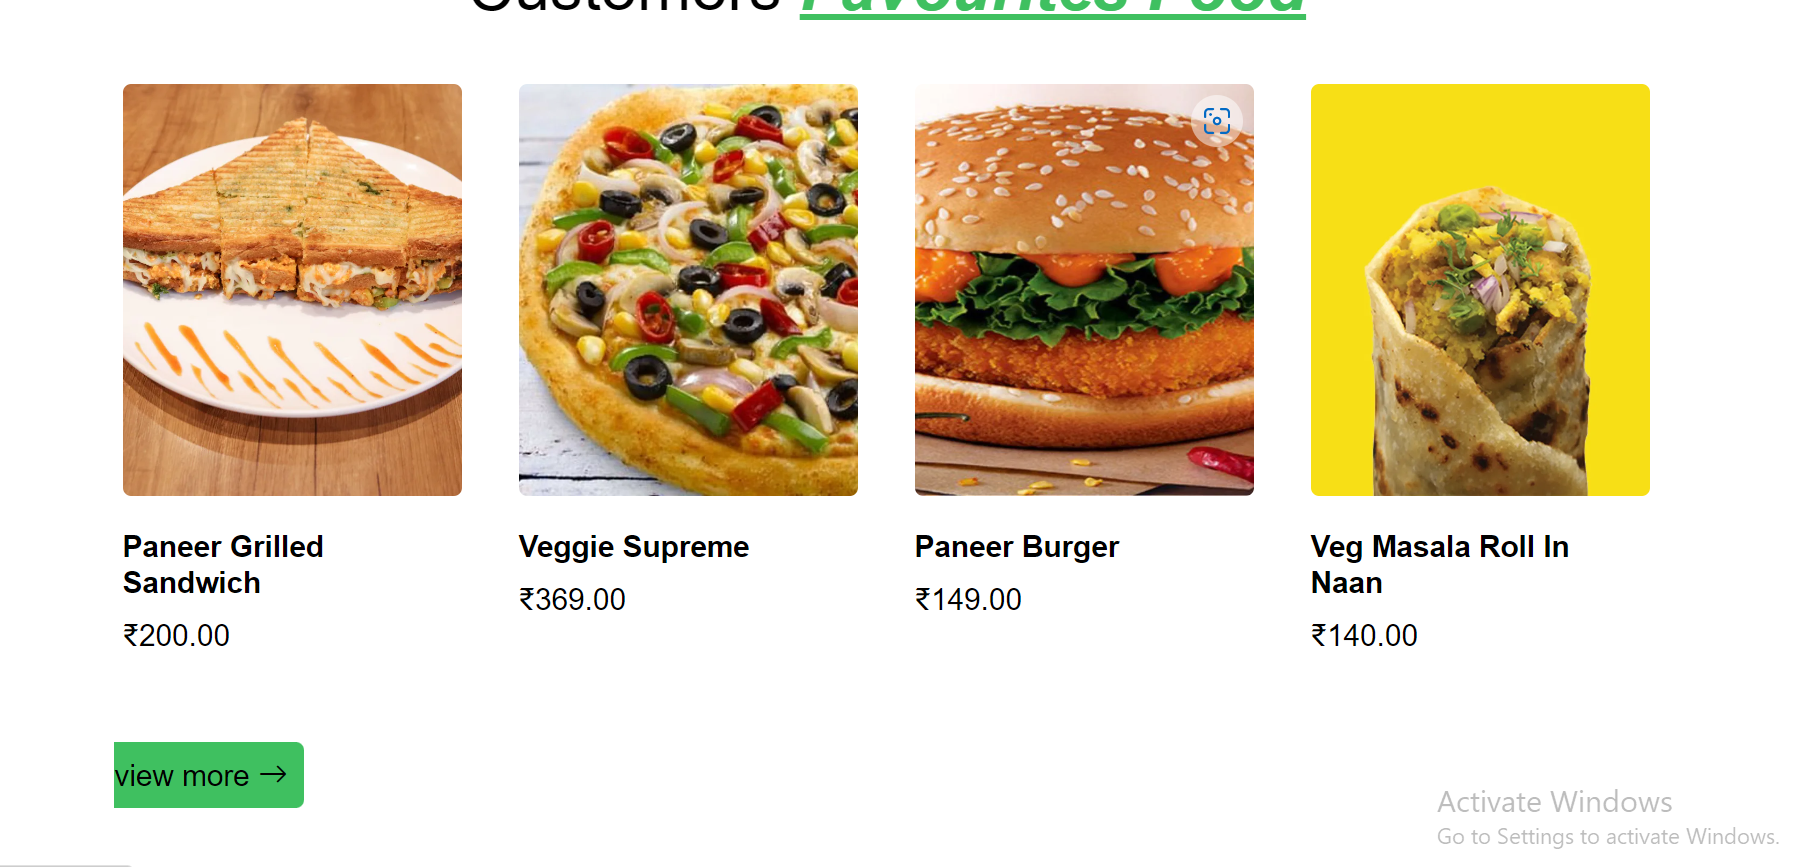 Customers Favourites Food
Paneer Grilled
Sandwich
₹200.00
Veggie Supreme
₹369.00
Paneer Burger
₹149.00
Veg Masala Roll In
Naan
₹140.00
view more →
Activate Windows
Go to Settings to activate Windows.